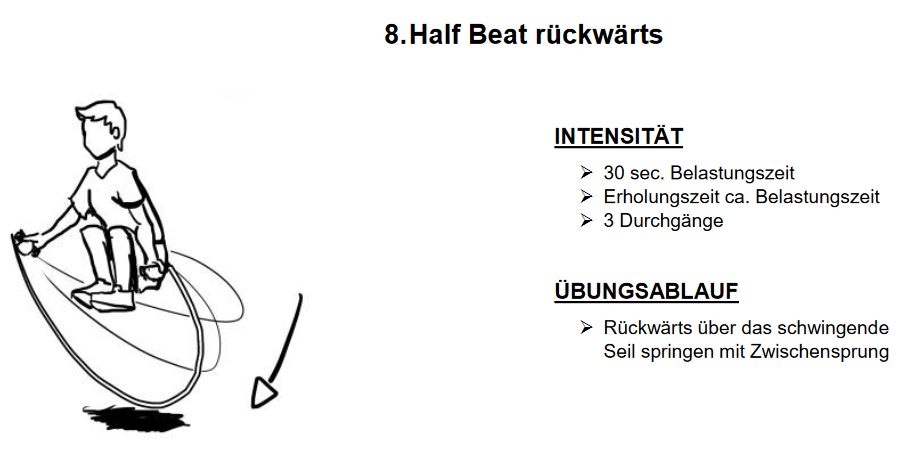 8.Half Beat rückwärts
INTENSITÄT
➢ 30 sec. Belastungszeit
➢ Erholungszeit ca. Belastungszeit
➢ 3 Durchgänge
ÜBUNGSABLAUF
➢ Rückwärts über das schwingende
Seil springen mit Zwischensprung